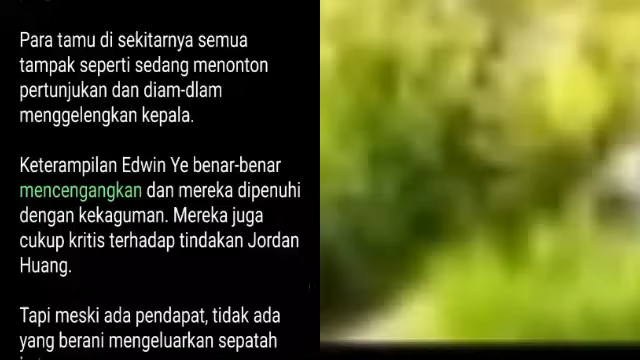 Para tamu di sekitarnya semua
tampak seperti sedang menonton
pertunjukan dan diam-dlam
menggelengkan kepala.
Keterampilan Edwin Ye benar-benar
mencengangkan dan mereka dipenuhi
dengan kekaguman. Mereka juga
cukup kritis terhadap tindakan Jordan
Huang.
Tapi meski ada pendapat, tidak ada
yang berani mengeluarkan sepatah